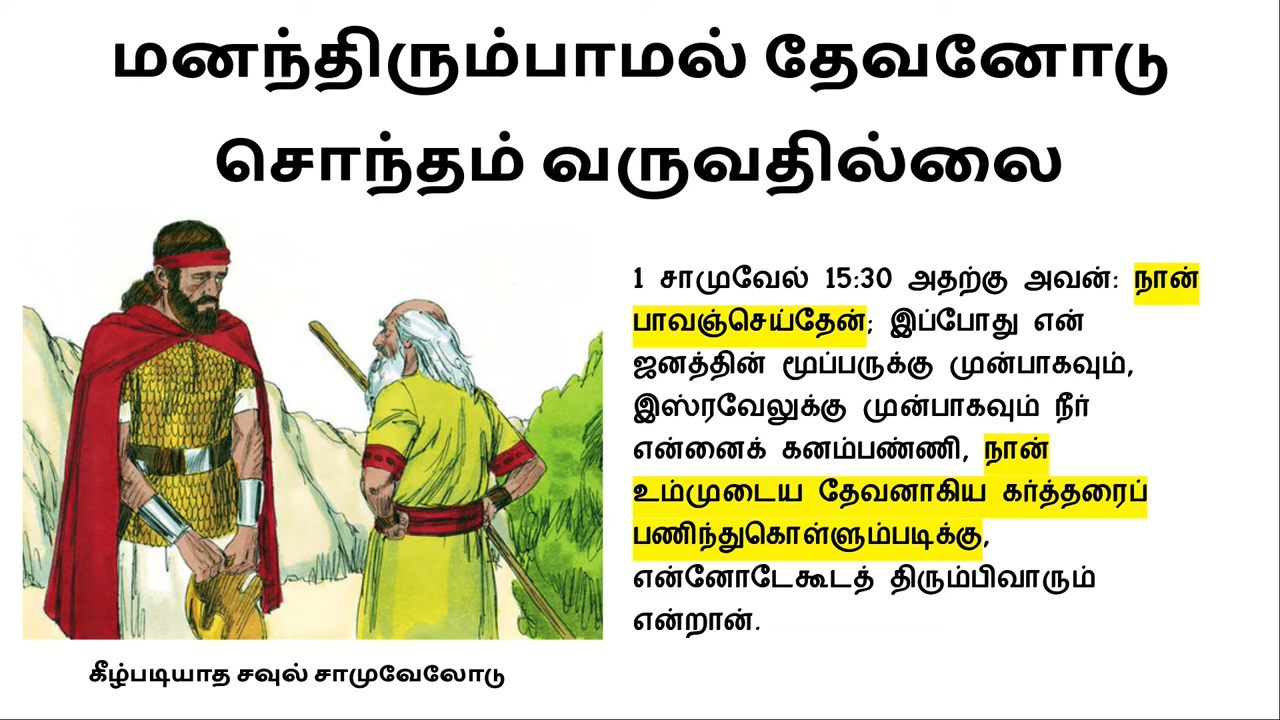 மனந்திரும்பாமல் தேவனோடு
சொந்தம் வருவதில்லை
1 சாமுவேல் 15:30 அதற்கு அவன்: நான்
பாவஞ்செய்தேன்; இப்போது என்
ஜனத்தின் மூப்பருக்கு முன்பாகவும்,
இஸ்ரவேலுக்கு முன்பாகவும் நீர்
என்னைக் கனம்பண்ணி, நான்
உம்முடைய தேவனாகிய கர்த்தரைப்
பணிந்துகொள்ளும்படிக்கு,
என்னோடேகூடத் திரும்பிவாரும்
என்றான்.
கீழ்படியாத சவுல் சாமுவேலோடு